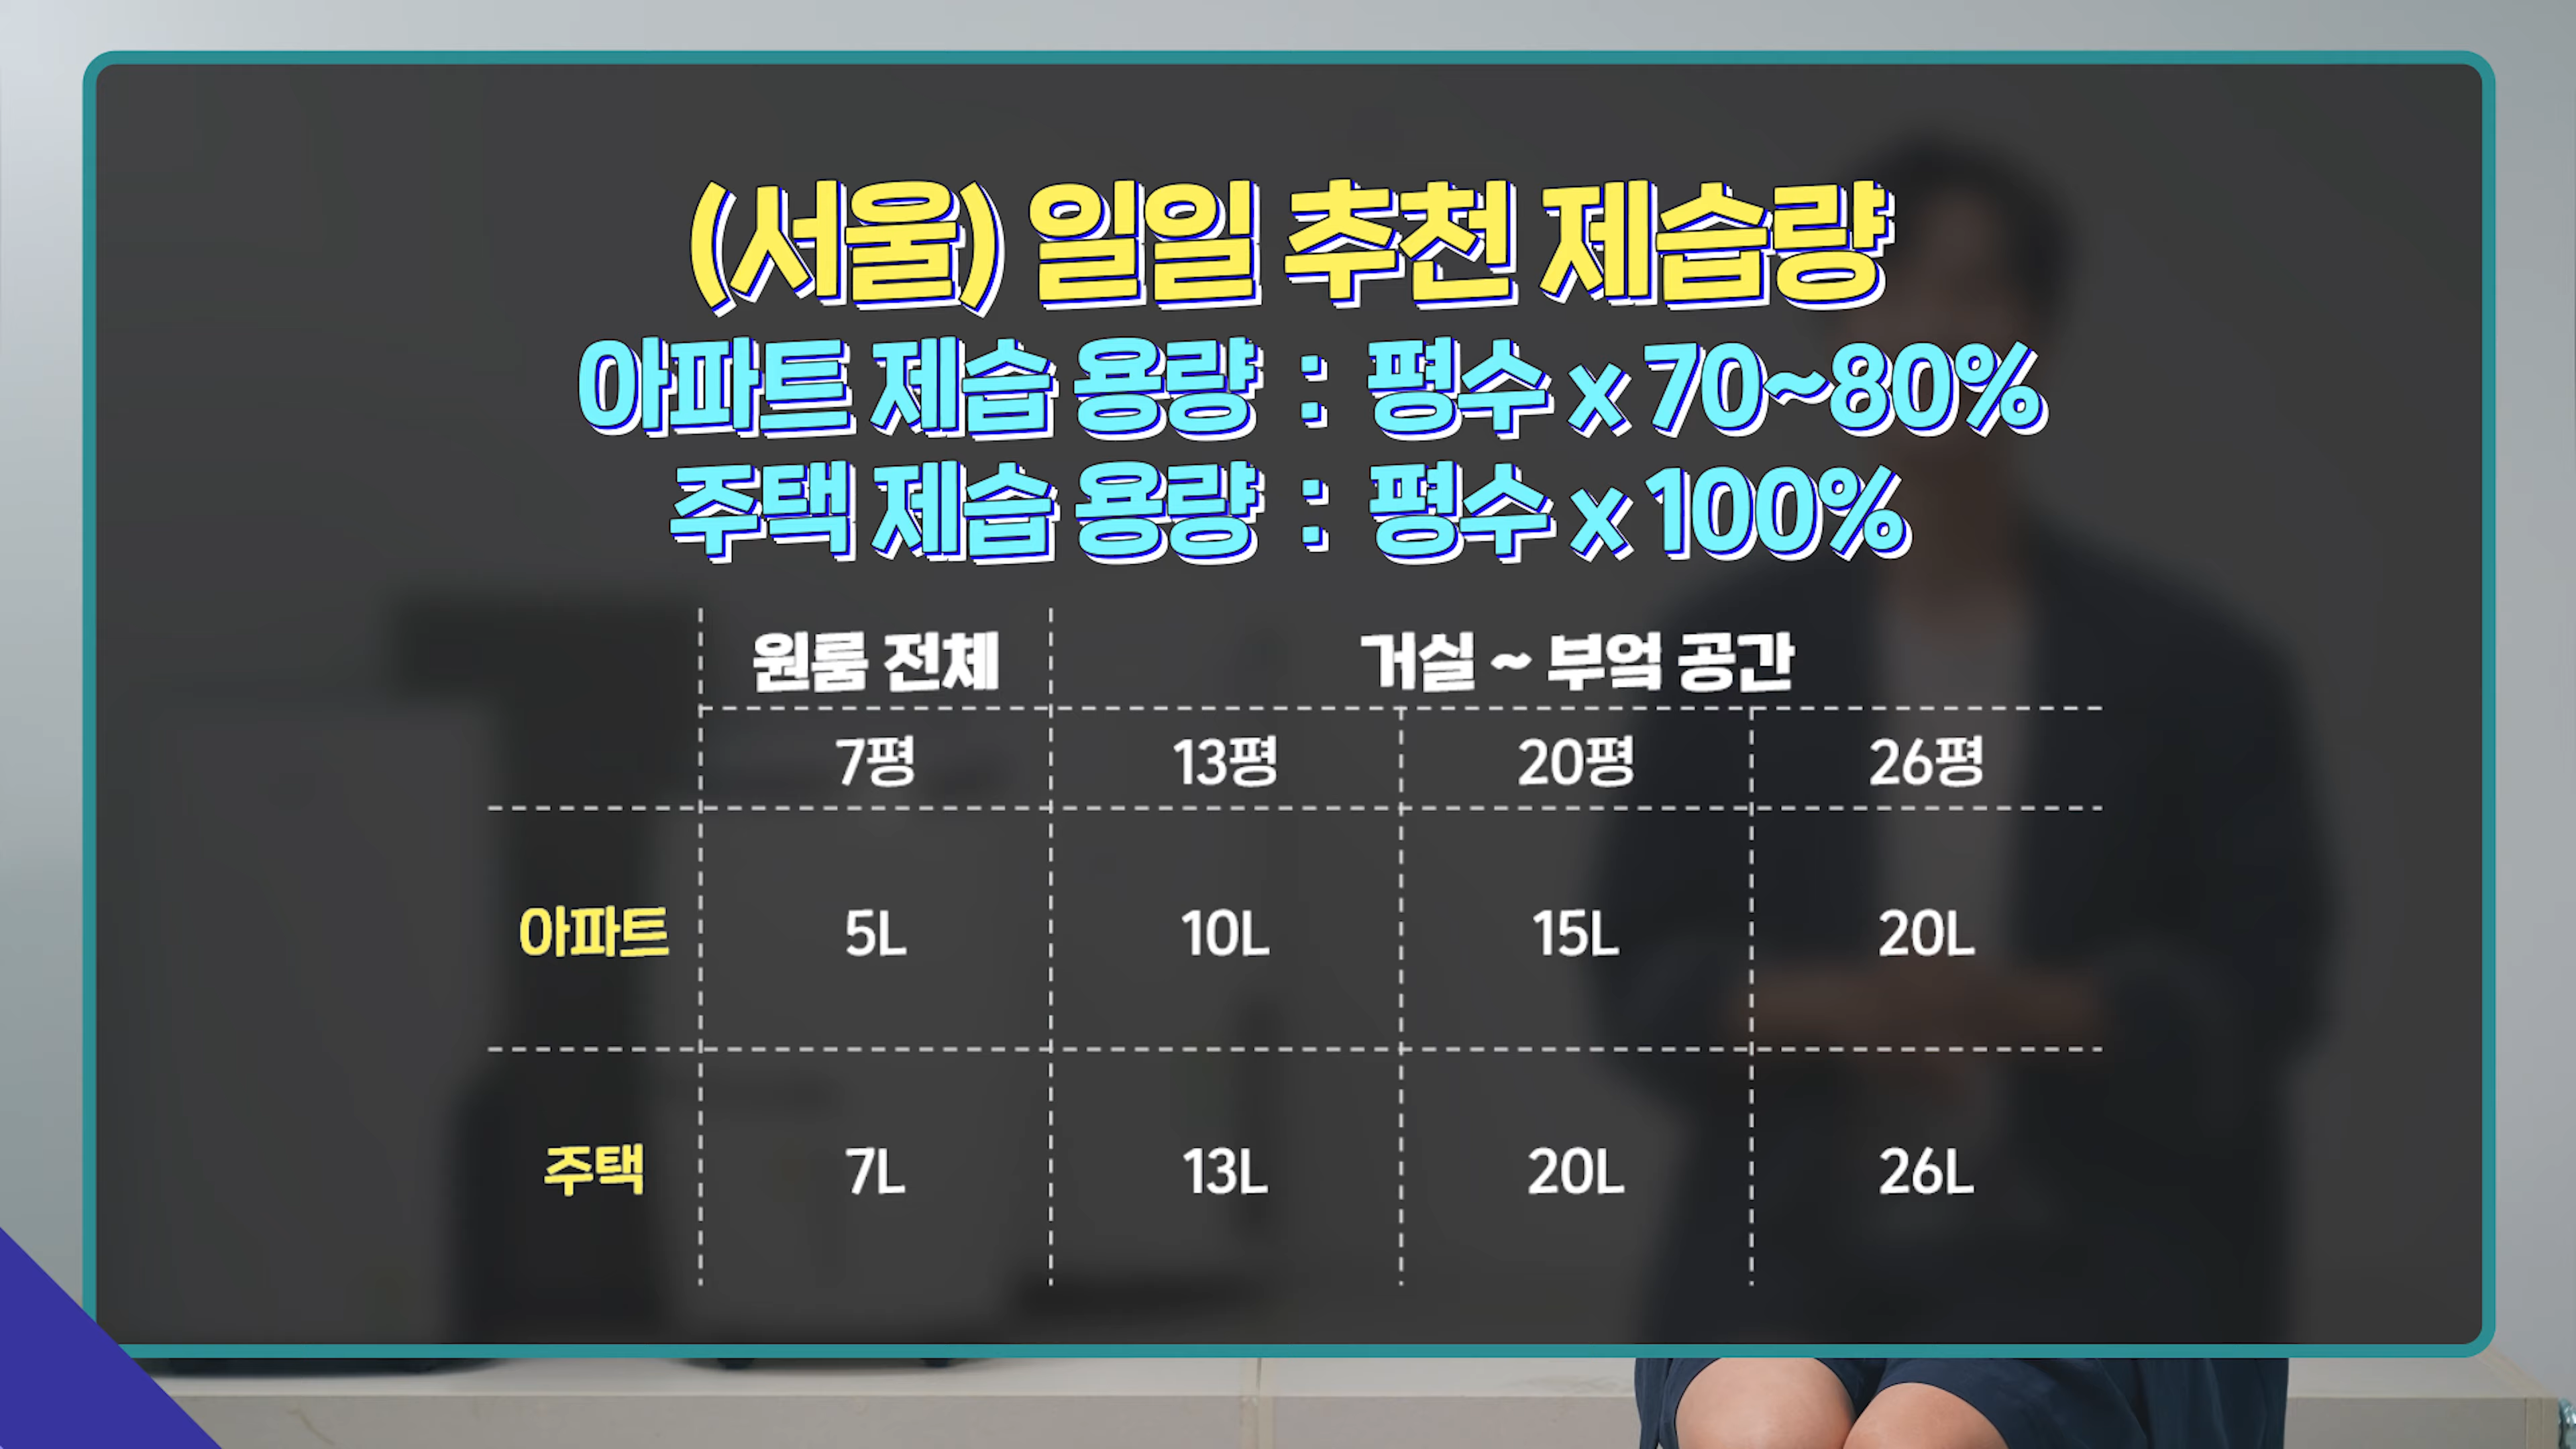 (서울) 일일 추천 제습량
아파트 제습 용량 : 평수 x 70~80%
주택 제습 용량 : 평수 x 100%
원룸 전체 거실 ~ 부엌 공간
7평 13평 20평 26평
아파트 5L 10L 15L 20L
주택 7L 13L 20L 26L